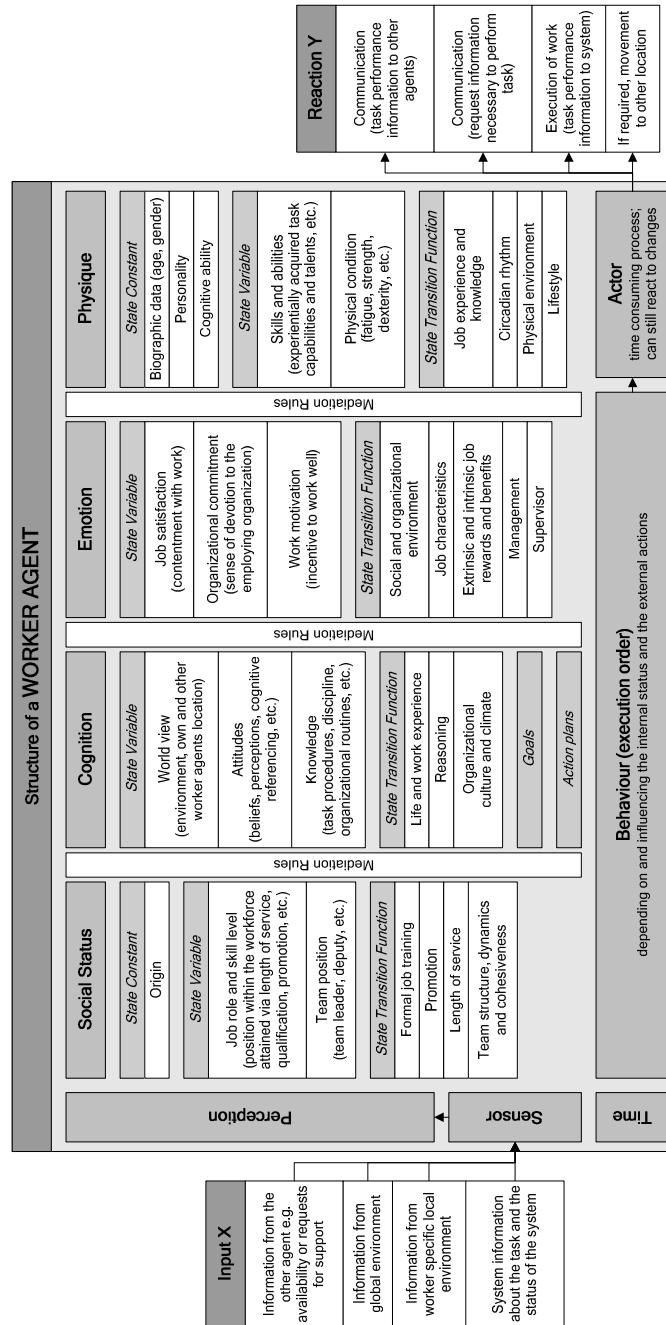 Structure of a WORKER AGENT
Input X
Information from the
other agent e.g.
availability or requests
for support
Information from
global environment
Information from
worker specific local
environment
System information
about the task and the
status of the system
Perception
Sensor
Time
Social Status
State Constant
Origin
State Variable
Job role and skill level
(position within the workforce
attained via length of service,
qualification, promotion, etc.)
Team position
(team leader, deputy, etc.)
State Transition Function
Formal job training
Promotion
Length of service
Team structure, dynamics
and cohesiveness
Mediation Rules
Cognition
State Variable
World view
(environment, own and other
worker agents location)
Attitudes
(beliefs, perceptions, cognitive
referencing, etc.)
Knowledge
(task procedures, discipline,
organizational routines, etc.)
State Transition Function
Life and work experience
Reasoning
Organizational
culture and climate
Goals
Action plans
Mediation Rules
Emotion
State Variable
Job satisfaction
(contentment with work)
Organizational commitment
(sense of devotion to the
employing organization)
Work motivation
(incentive to work well)
State Transition Function
Social and organizational
environment
Job characteristics
Extrinsic and intrinsic job
rewards and benefits
Management
Supervisor
Mediation Rules
Physique
State Constant
Biographic data (age, gender)
Personality
Cognitive ability
State Variable
Skills and abilities
(experientially acquired task
capabilities and talents, etc.)
Physical condition
(fatigue, strength,
dexterity, etc.)
State Transition Function
Job experience and
knowledge
Circadian rhythm
Physical environment
Lifestyle
Behaviour (execution order)
depending on and influencing the internal status and the external actions
Actor
time consuming process;
can still react to changes
Reaction Y
Communication
(task performance
information to other
agents)
Communication
(request information
necessary to perform
task)
Execution of work
(task performance
information to system)
If required, movement
to other location